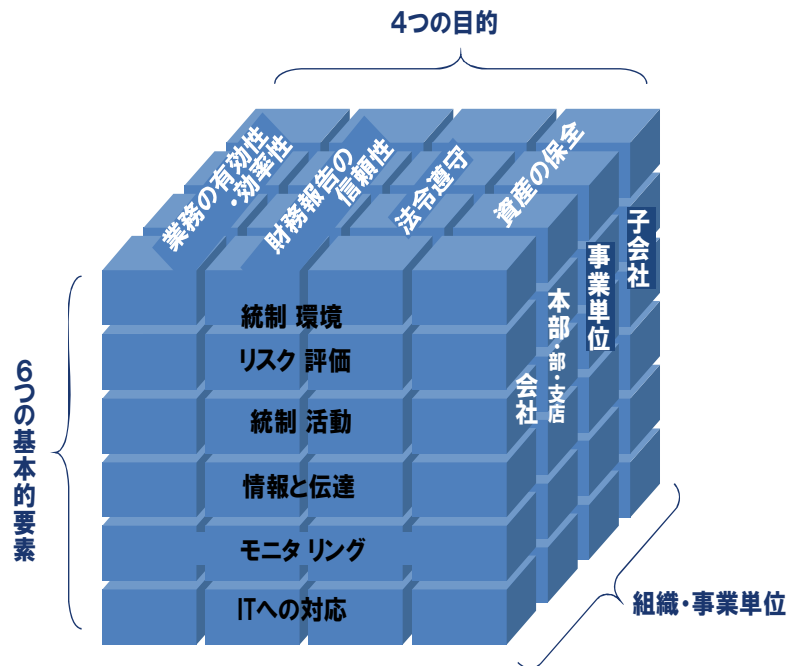 4つの目的
業務の有効性
・効率性
財務報告の
信頼性
法令遵守
資産の保全
子会社
事業単位
本部・部・支店
会社
統制 環境
リスク 評価
統制 活動
情報と伝達
モニタ リング
ITへの対応
6つの基本的要素
組織・事業単位